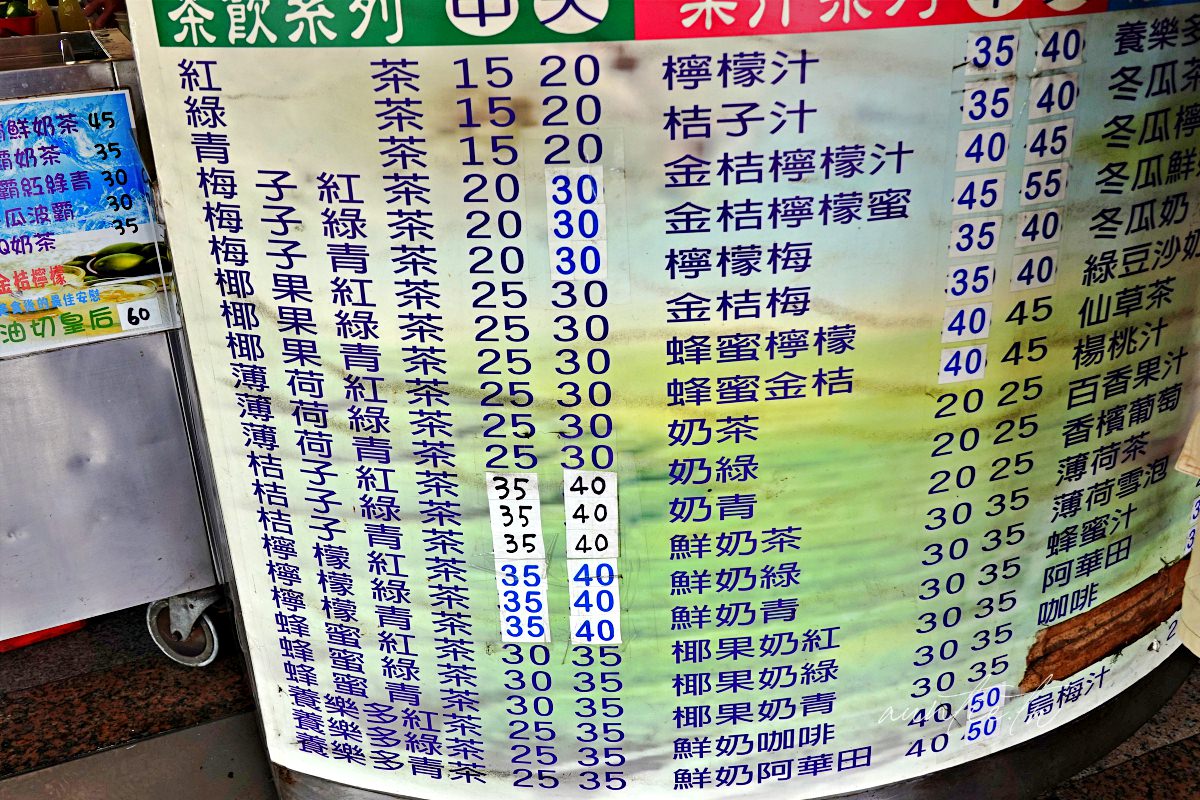 鮮奶茶 45
霸奶茶 35
霸紅綠青 30
瓜波霸 30
Q奶茶 35
金桔檸檬
油切皇后 60
茶飲系列 中 大
紅茶 15 20
綠茶 15 20
青茶 15 20
梅子紅茶 20 30
梅子綠茶 20 30
梅子青茶 20 30
椰果紅茶 25 30
椰果綠茶 25 30
椰果青茶 25 30
薄荷紅茶 25 30
薄荷綠茶 25 30
薄荷青茶 25 30
桔子紅茶 35 40
桔子綠茶 35 40
桔子青茶 35 40
檸檬紅茶 35 40
檸檬綠茶 35 40
檸檬青茶 35 40
蜂蜜紅茶 30 35
蜂蜜綠茶 30 35
蜂蜜青茶 30 35
養樂多紅茶 25 35
養樂多綠茶 25 35
養樂多青茶 25 35
果汁系列 中 大
檸檬汁 35 40
桔子汁 35 40
金桔檸檬汁 40 45
金桔檸檬蜜 45 55
檸檬梅 35 40
金桔梅 35 40
蜂蜜檸檬 40 45
蜂蜜金桔 40 45
奶茶 20 25
奶綠 20 25
奶青 20 25
鮮奶茶 30 35
鮮奶綠 30 35
鮮奶青 30 35
椰果奶紅 30 35
椰果奶綠 30 35
椰果奶青 30 35
鮮奶咖啡 40 50
鮮奶阿華田 40 50
養樂多
冬瓜茶
冬瓜檸
冬瓜鮮
冬瓜奶
綠豆沙奶
仙草茶
楊桃汁
百香果汁
香檳葡萄
薄荷茶
薄荷雪泡
蜂蜜汁
阿華田
咖啡
烏梅汁